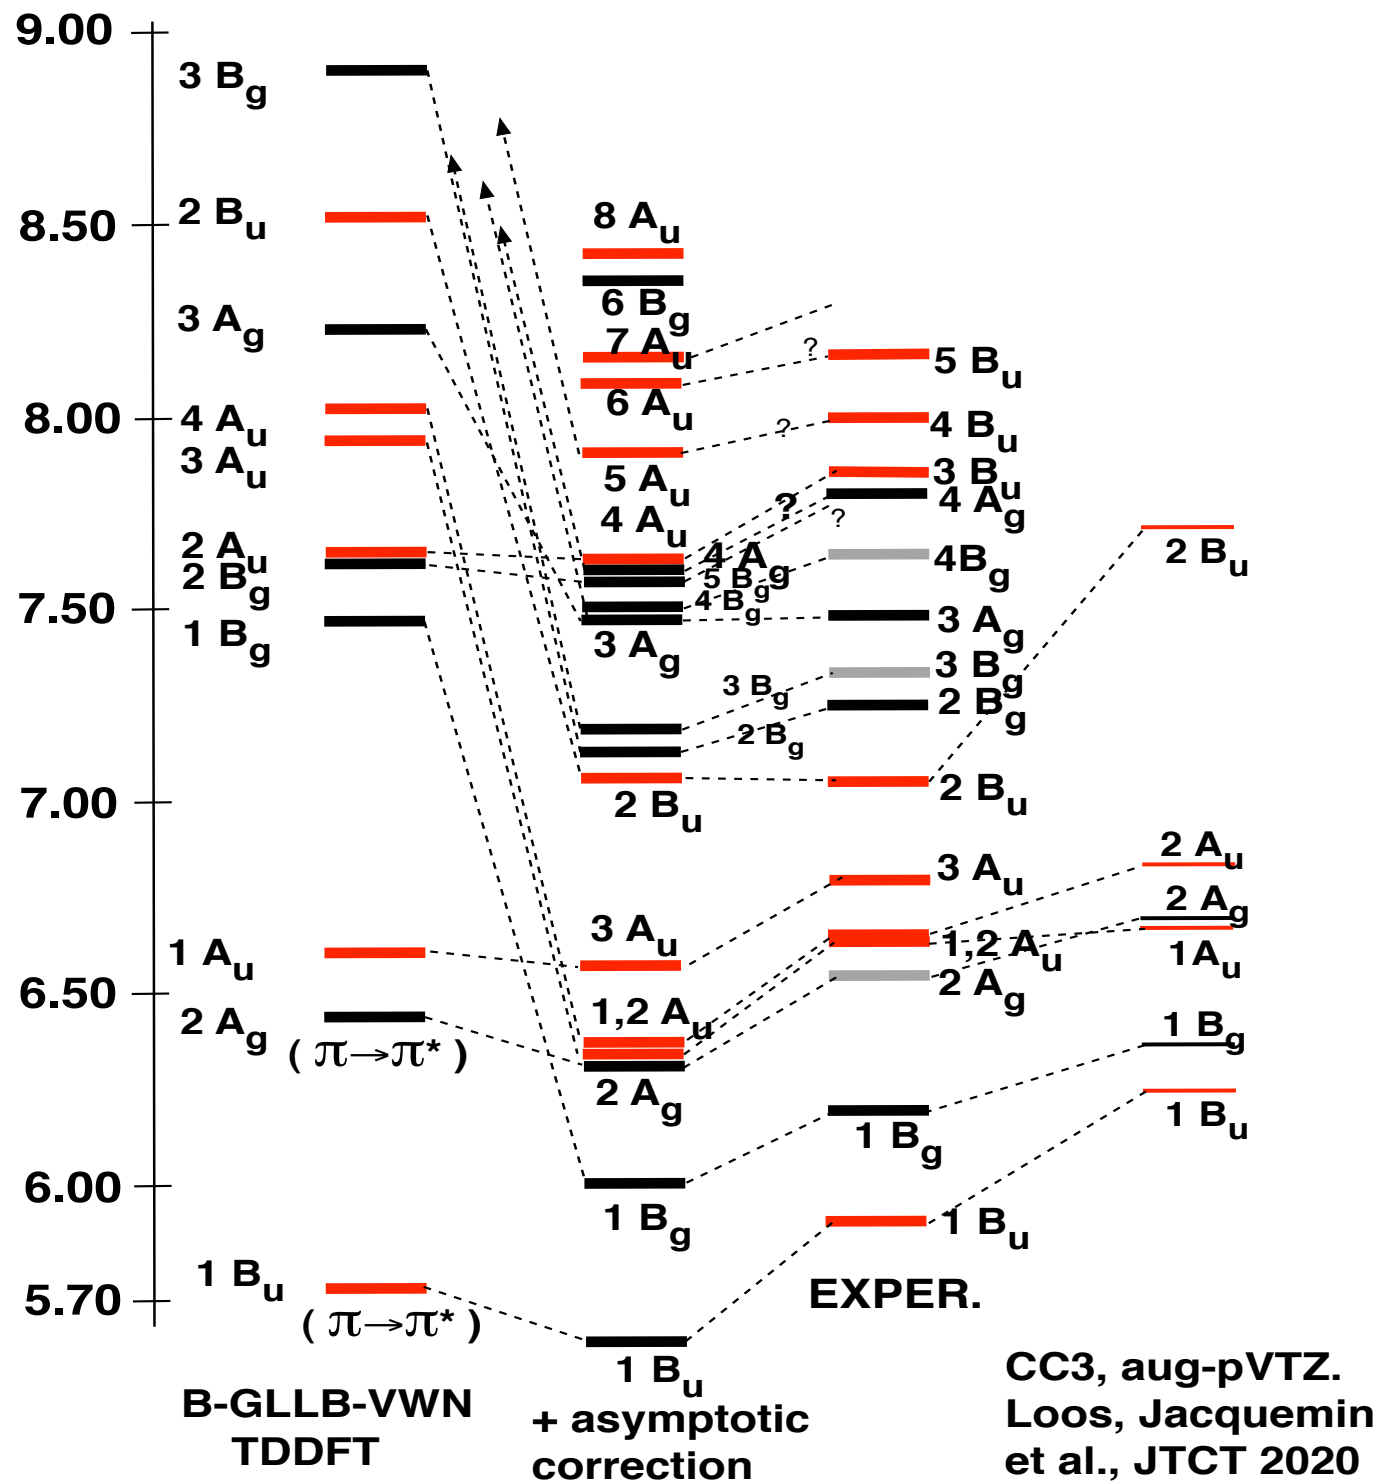 9.00
8.50
8.00
7.50
7.00
6.50
6.00
5.70
3 Bg
2 Bu
3 Ag
4 Au
3 Au
2 Au
2 Bg
1 Bg
1 Au
2 Ag
( π→π* )
1 Bu
( π→π* )
B-GLLB-VWN
TDDFT
8 Au
6 Bg
7 Au
6 Au
5 Au
4 Au
4 Ag
5 Bg
4 Bg
3 Ag
3 Bg
2 Bg
2 Bu
3 Au
1,2 Au
2 Ag
1 Bg
1 Bu
+ asymptotic
correction
?
?
?
?
5 Bu
4 Bu
3 Bu
4 Ag
4Bg
3 Ag
3 Bg
2 Bg
2 Bu
3 Au
1,2 Au
2 Ag
1 Bg
1 Bu
EXPER.
2 Bu
2 Au
2 Ag
1Au
1 Bg
1 Bu
CC3, aug-pVTZ.
Loos, Jacquemin
et al., JTCT 2020